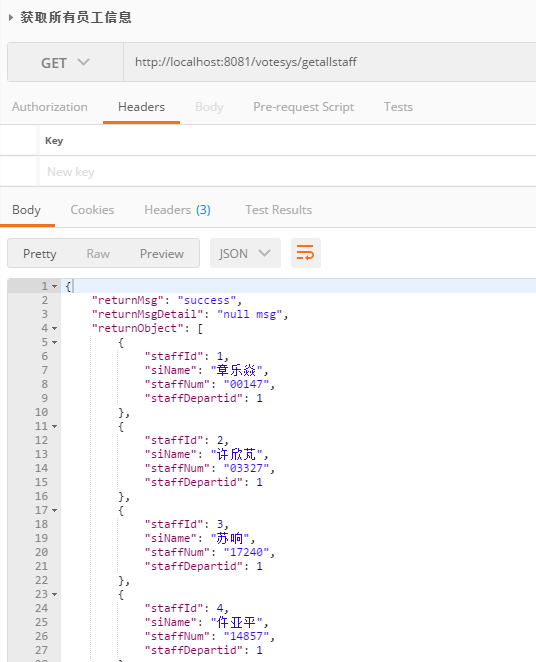 获取所有员工信息
GET http://localhost:8081/votesys/getallstaff
Authorization Headers Body Pre-request Script Tests
Key
New key
Body Cookies Headers (3) Test Results
Pretty Raw Preview JSON
1 {
2 "returnMsg": "success",
3 "returnMsgDetail": "null msg",
4 "returnObject": [
5 {
6 "staffId": 1,
7 "siName": "章乐焱",
8 "staffNum": "00147",
9 "staffDepartid": 1
10 },
11 {
12 "staffId": 2,
13 "siName": "许欣芃",
14 "staffNum": "03327",
15 "staffDepartid": 1
16 },
17 {
18 "staffId": 3,
19 "siName": "苏响",
20 "staffNum": "17240",
21 "staffDepartid": 1
22 },
23 {
24 "staffId": 4,
25 "siName": "仵亚平",
26 "staffNum": "14857",
27 "staffDepartid": 1